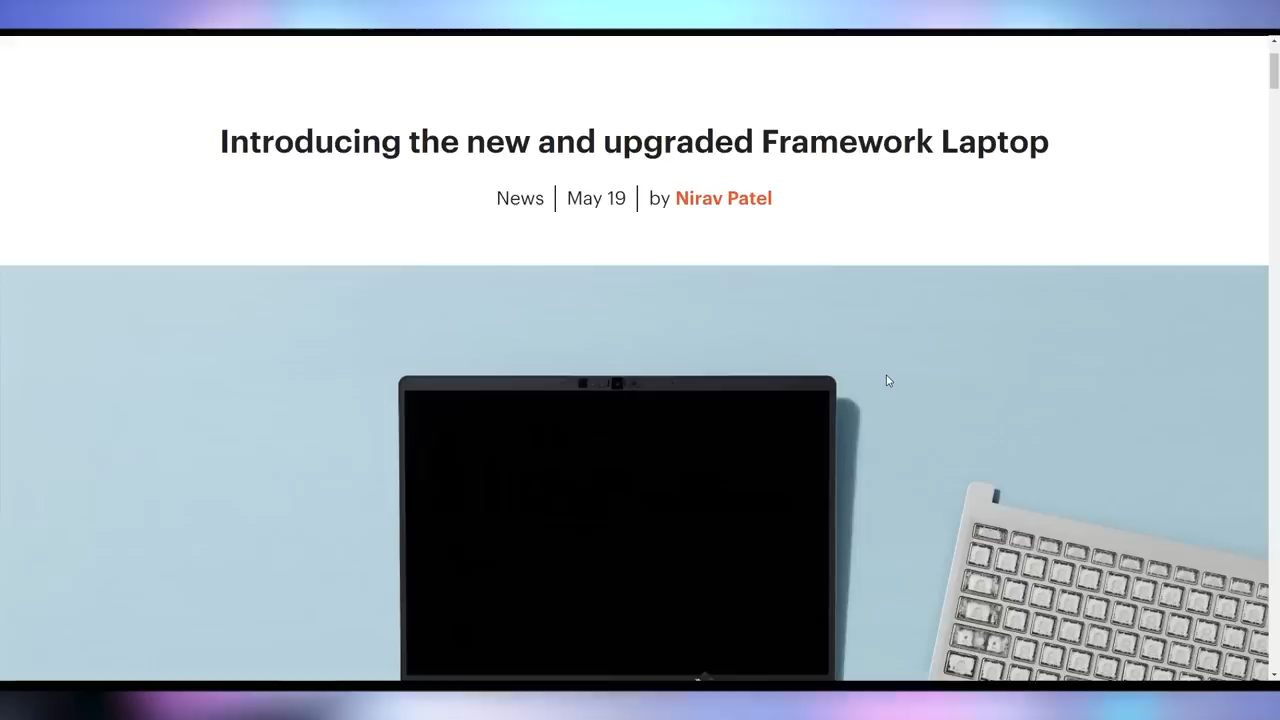 Introducing the new and upgraded Framework Laptop
News | May 19 | by Nirav Patel